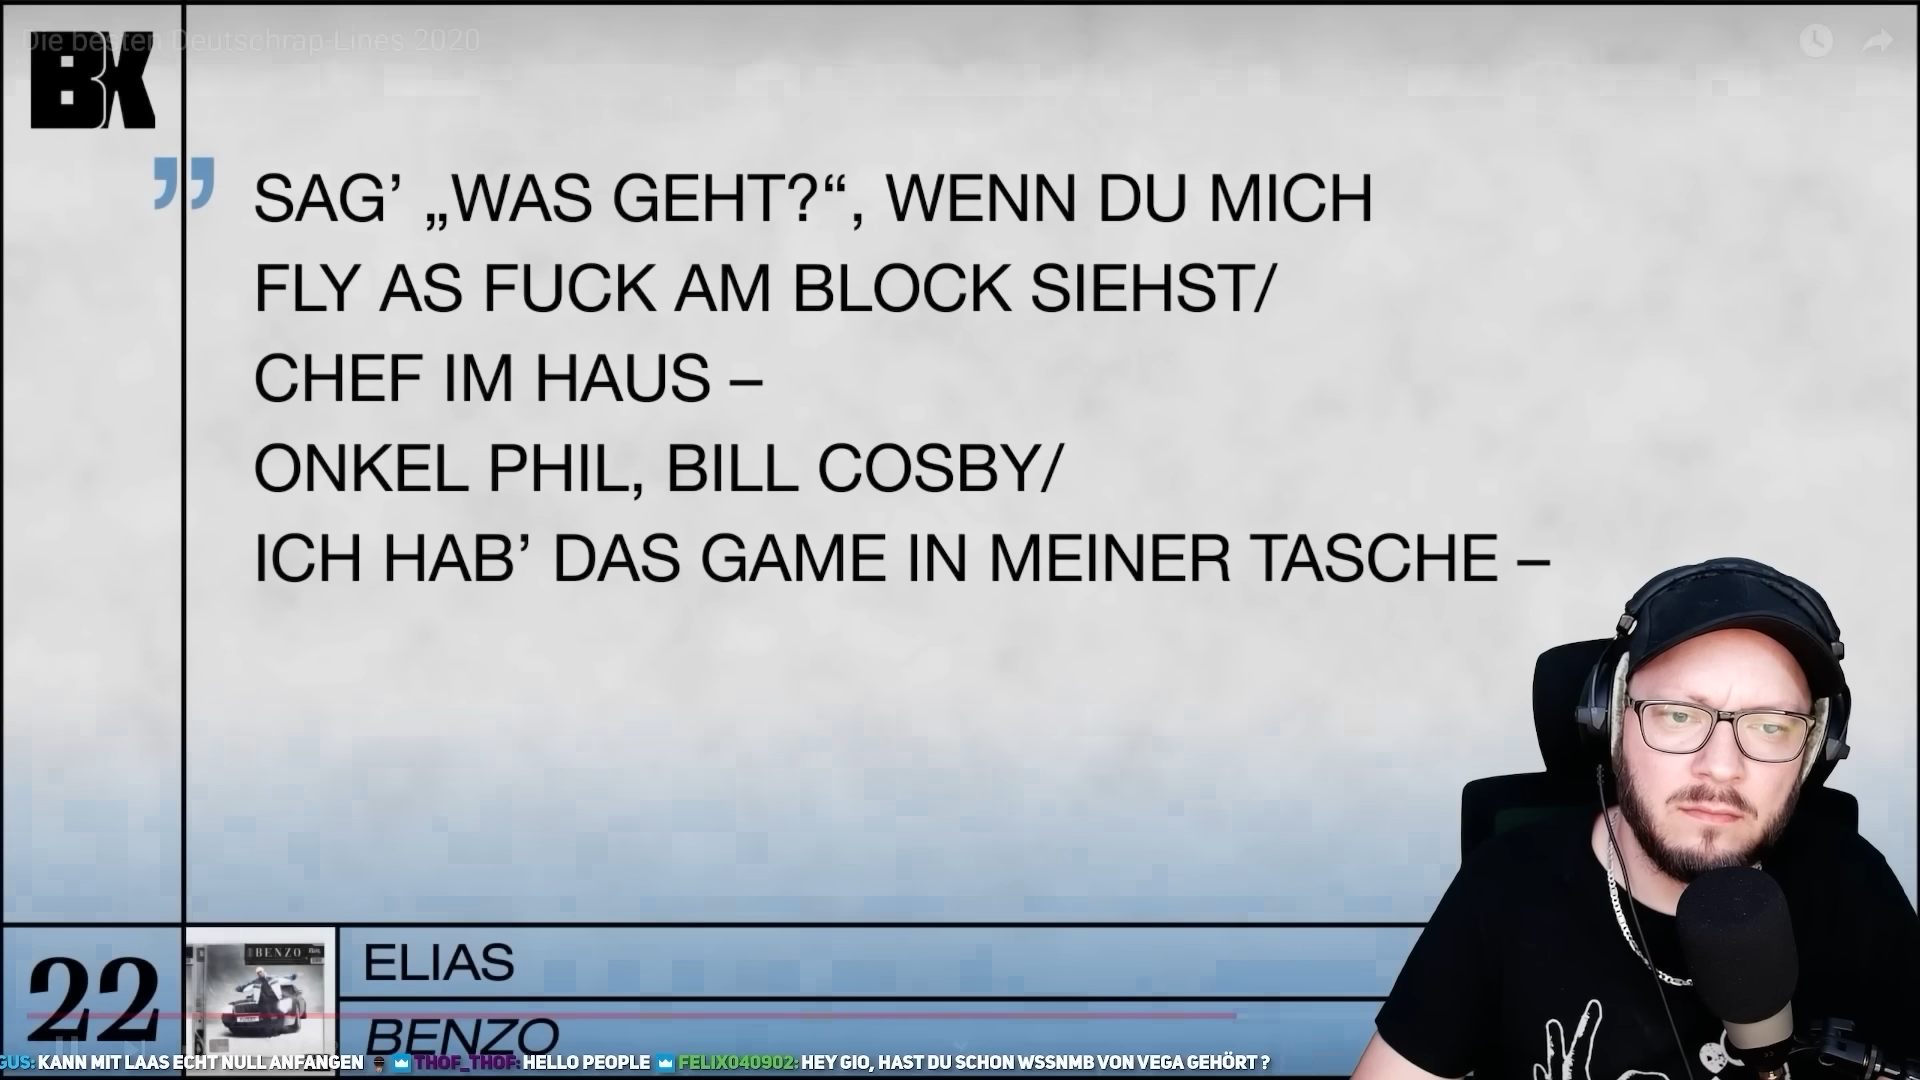 Die besten Deutschrap-Lines 2020
BK
” SAG’ „WAS GEHT?“, WENN DU MICH
FLY AS FUCK AM BLOCK SIEHST/
CHEF IM HAUS –
ONKEL PHIL, BILL COSBY/
ICH HAB’ DAS GAME IN MEINER TASCHE –
22
BENZO
ELIAS
BENZO
GUS: KANN MIT LAAS ECHT NULL ANFANGEN THOF_THOF: HELLO PEOPLE FELIX040902: HEY GIO, HAST DU SCHON WSSNMB VON VEGA GEHÖRT ?